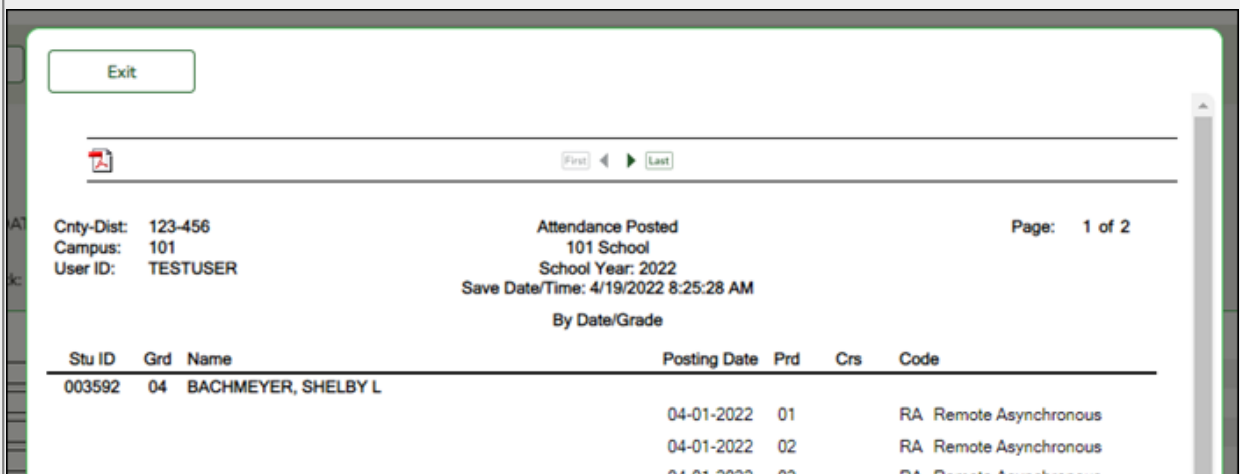 Exit
First Last
Cnty-Dist: 123-456 Attendance Posted Page: 1 of 2
Campus: 101 101 School
User ID: TESTUSER School Year: 2022
Save Date/Time: 4/19/2022 8:25:28 AM
By Date/Grade
Stu ID Grd Name Posting Date Prd Crs Code
003592 04 BACHMEYER, SHELBY L
04-01-2022 01 RA Remote Asynchronous
04-01-2022 02 RA Remote Asynchronous